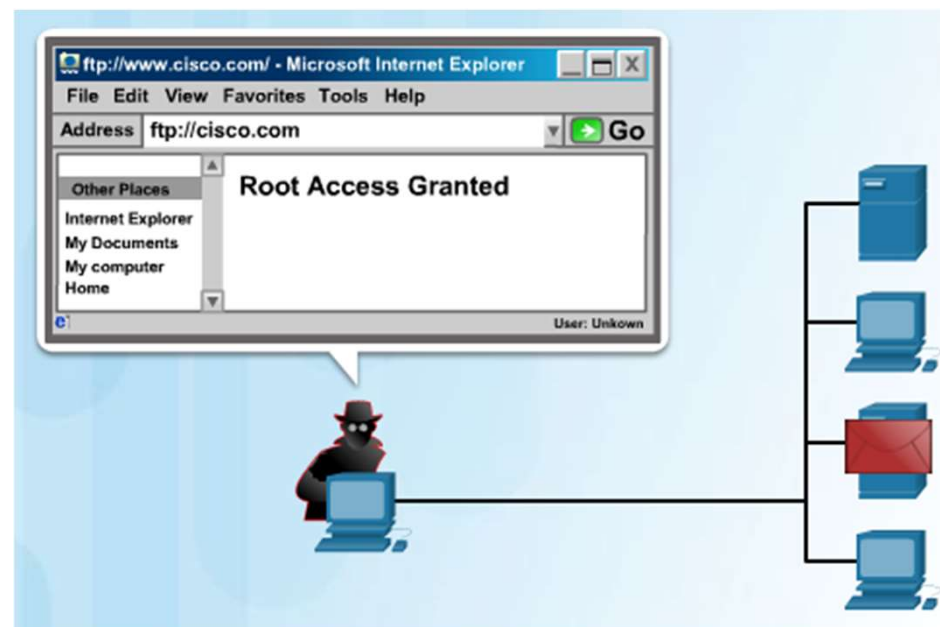 ftp://www.cisco.com/ - Microsoft Internet Explorer
File Edit View Favorites Tools Help
Address ftp://cisco.com Go
Other Places
Internet Explorer
My Documents
My computer
Home
Root Access Granted
User: Unkown